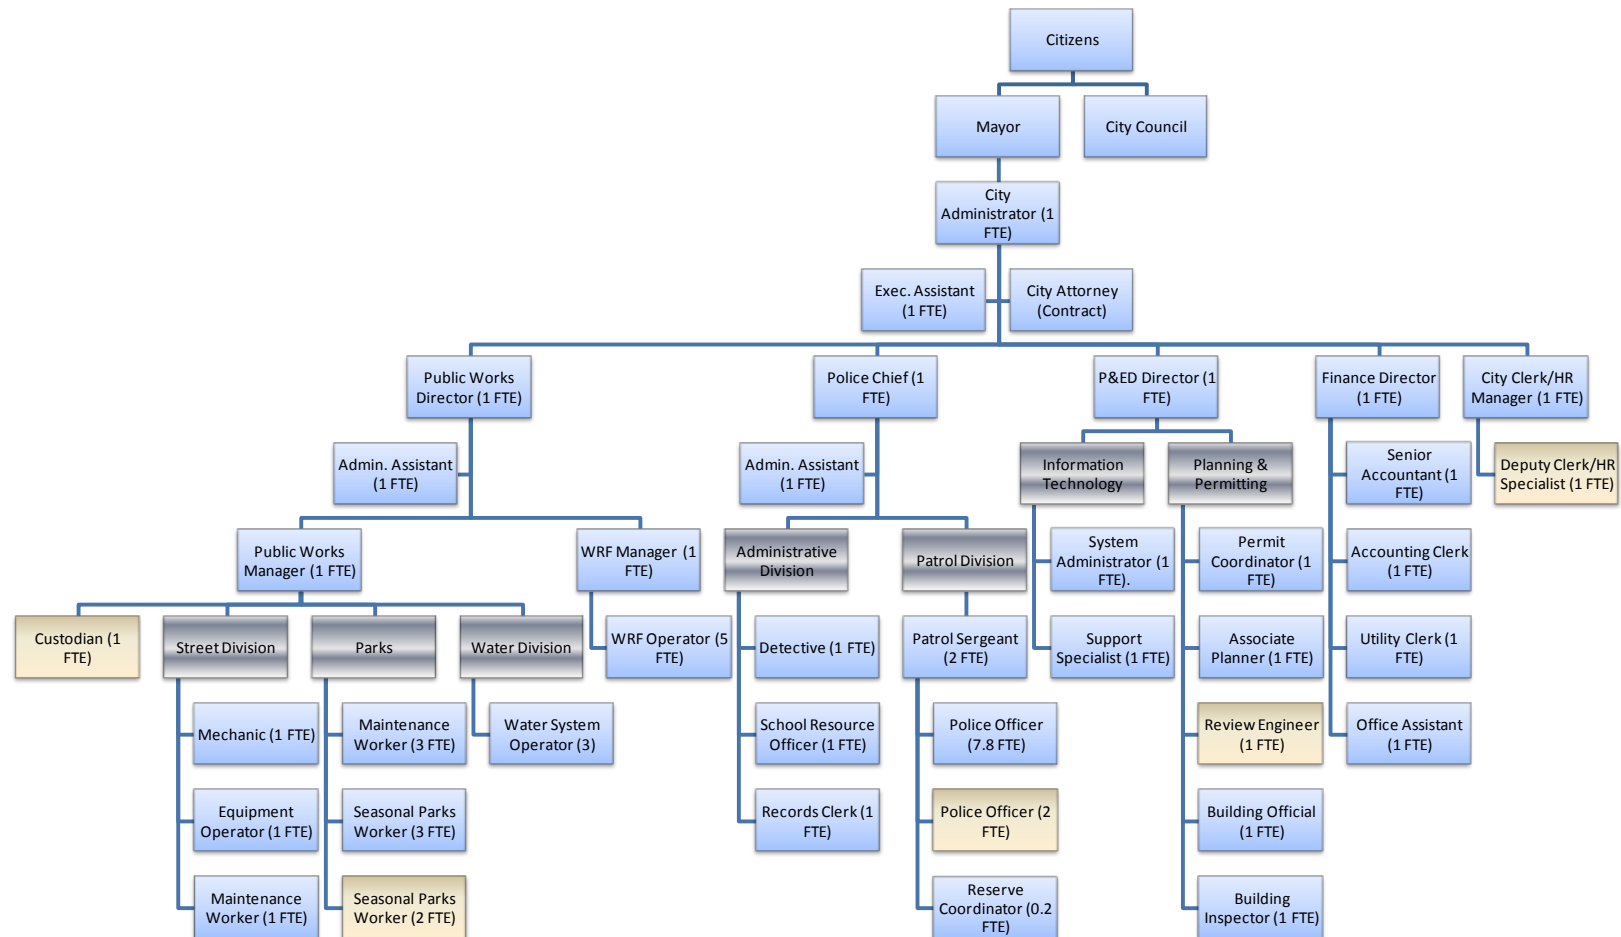 Citizens
Mayor
City Council
City
Administrator (1
FTE)
Exec. Assistant
(1 FTE)
City Attorney
(Contract)
Public Works
Director (1 FTE)
Police Chief (1
FTE)
P&ED Director (1
FTE)
Finance Director
(1 FTE)
City Clerk/HR
Manager (1 FTE)
Admin. Assistant
(1 FTE)
Admin. Assistant
(1 FTE)
Information
Technology
Planning &
Permitting
Senior
Accountant (1
FTE)
Deputy Clerk/HR
Specialist (1 FTE)
Public Works
Manager (1 FTE)
WRF Manager (1
FTE)
Administrative
Division
Patrol Division
System
Administrator (1
FTE).
Permit
Coordinator (1
FTE)
Accounting Clerk
(1 FTE)
Custodian (1
FTE)
Street Division
Parks
Water Division
WRF Operator (5
FTE)
Detective (1 FTE)
Patrol Sergeant
(2 FTE)
Support
Specialist (1 FTE)
Associate
Planner (1 FTE)
Utility Clerk (1
FTE)
Mechanic (1 FTE)
Maintenance
Worker (3 FTE)
Water System
Operator (3)
School Resource
Officer (1 FTE)
Police Officer
(7.8 FTE)
Review Engineer
(1 FTE)
Office Assistant
(1 FTE)
Equipment
Operator (1 FTE)
Seasonal Parks
Worker (3 FTE)
Records Clerk (1
FTE)
Police Officer (2
FTE)
Building Official
(1 FTE)
Maintenance
Worker (1 FTE)
Seasonal Parks
Worker (2 FTE)
Reserve
Coordinator (0.2
FTE)
Building
Inspector (1 FTE)